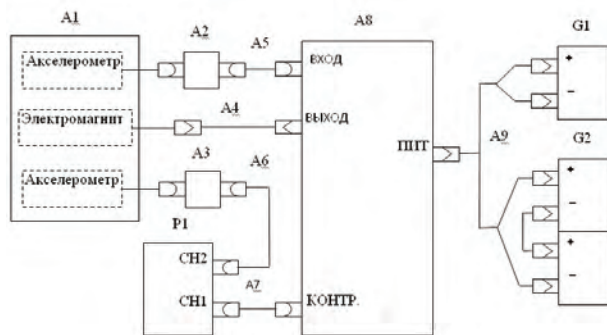 A1
A2
A5
A8
G1
Акселерометр
ВХОД
+
−
Электромагнит
A4
ВЫХОД
ПИТ
A9
G2
A3
A6
Акселерометр
+
−
P1
+
−
CH2
CH1
A7
КОНТР.